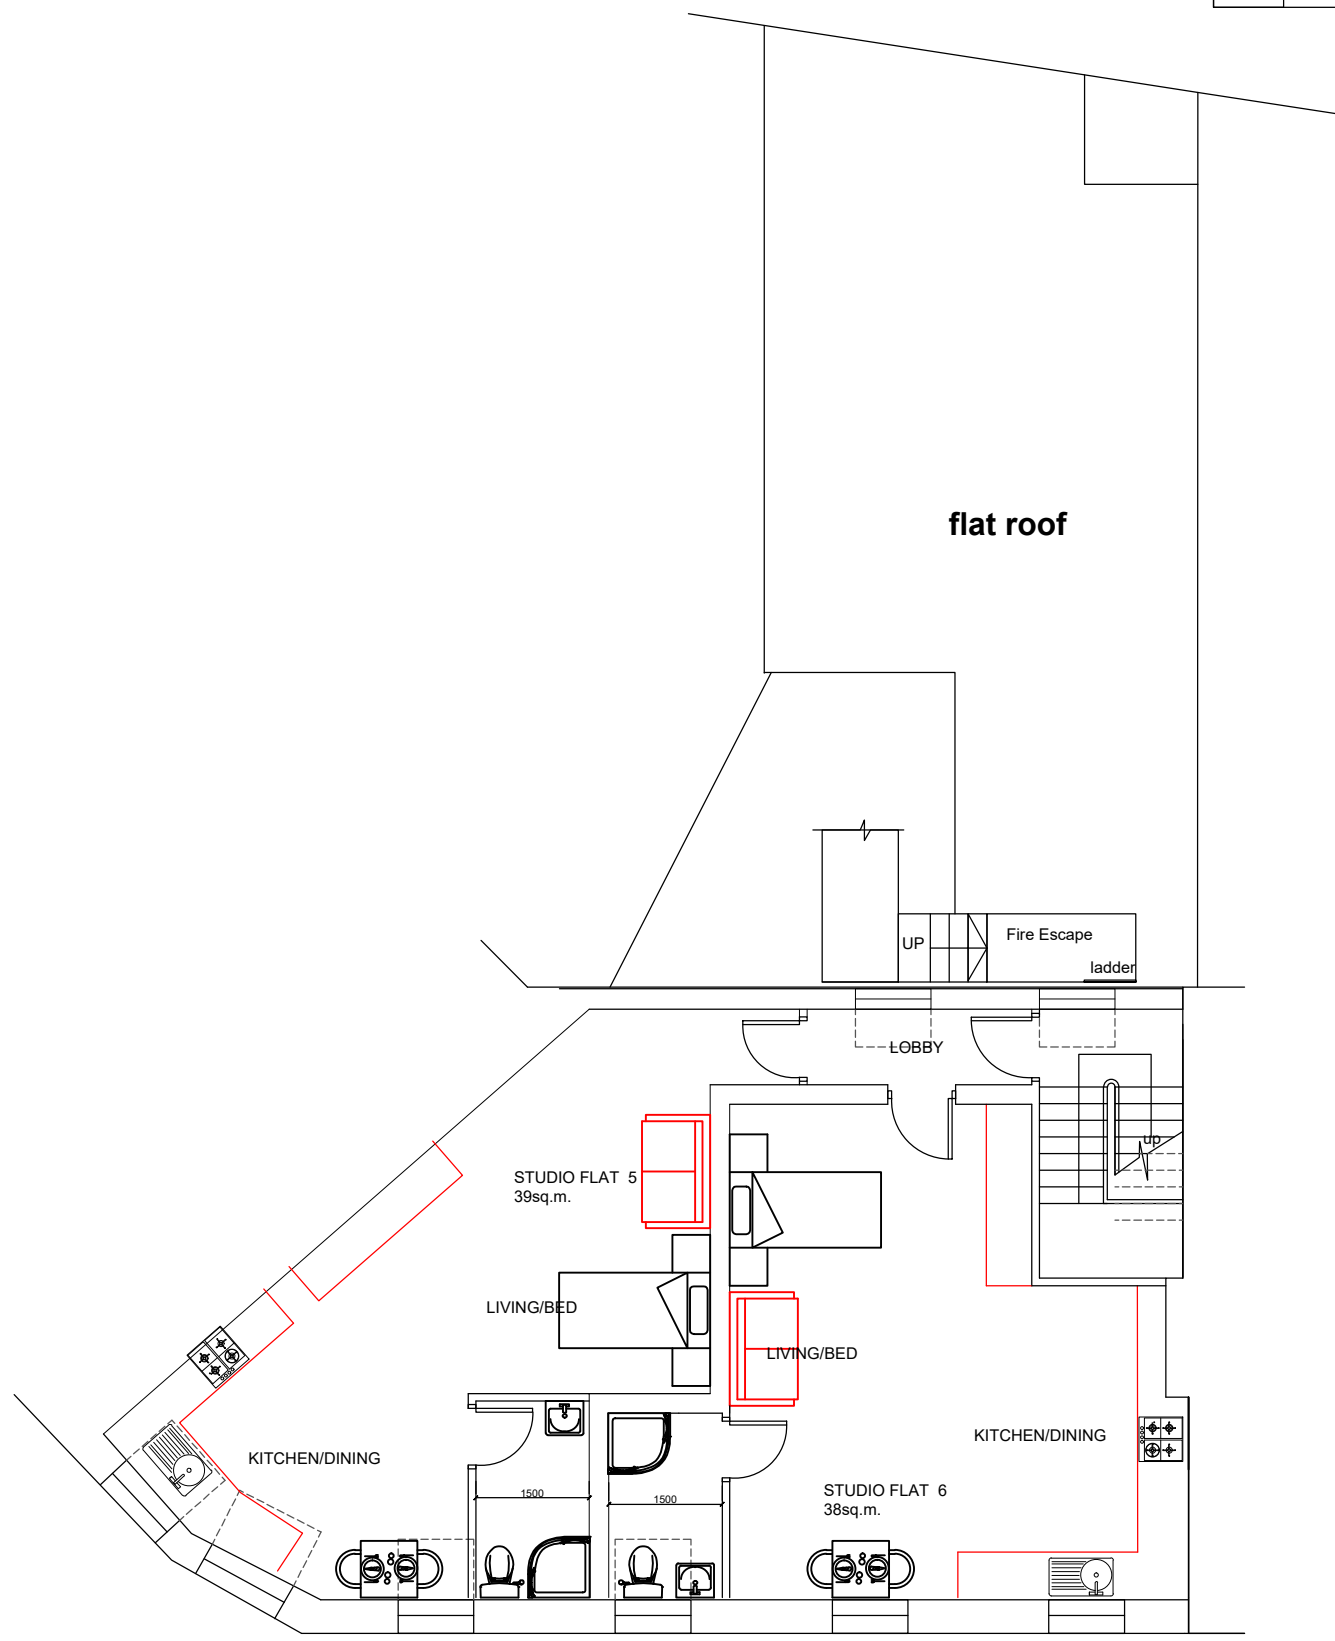 flat roof
UP
Fire Escape
ladder
LOBBY
up
STUDIO FLAT 5
39sq.m.
LIVING/BED
LIVING/BED
KITCHEN/DINING
KITCHEN/DINING
1500
1500
STUDIO FLAT 6
38sq.m.